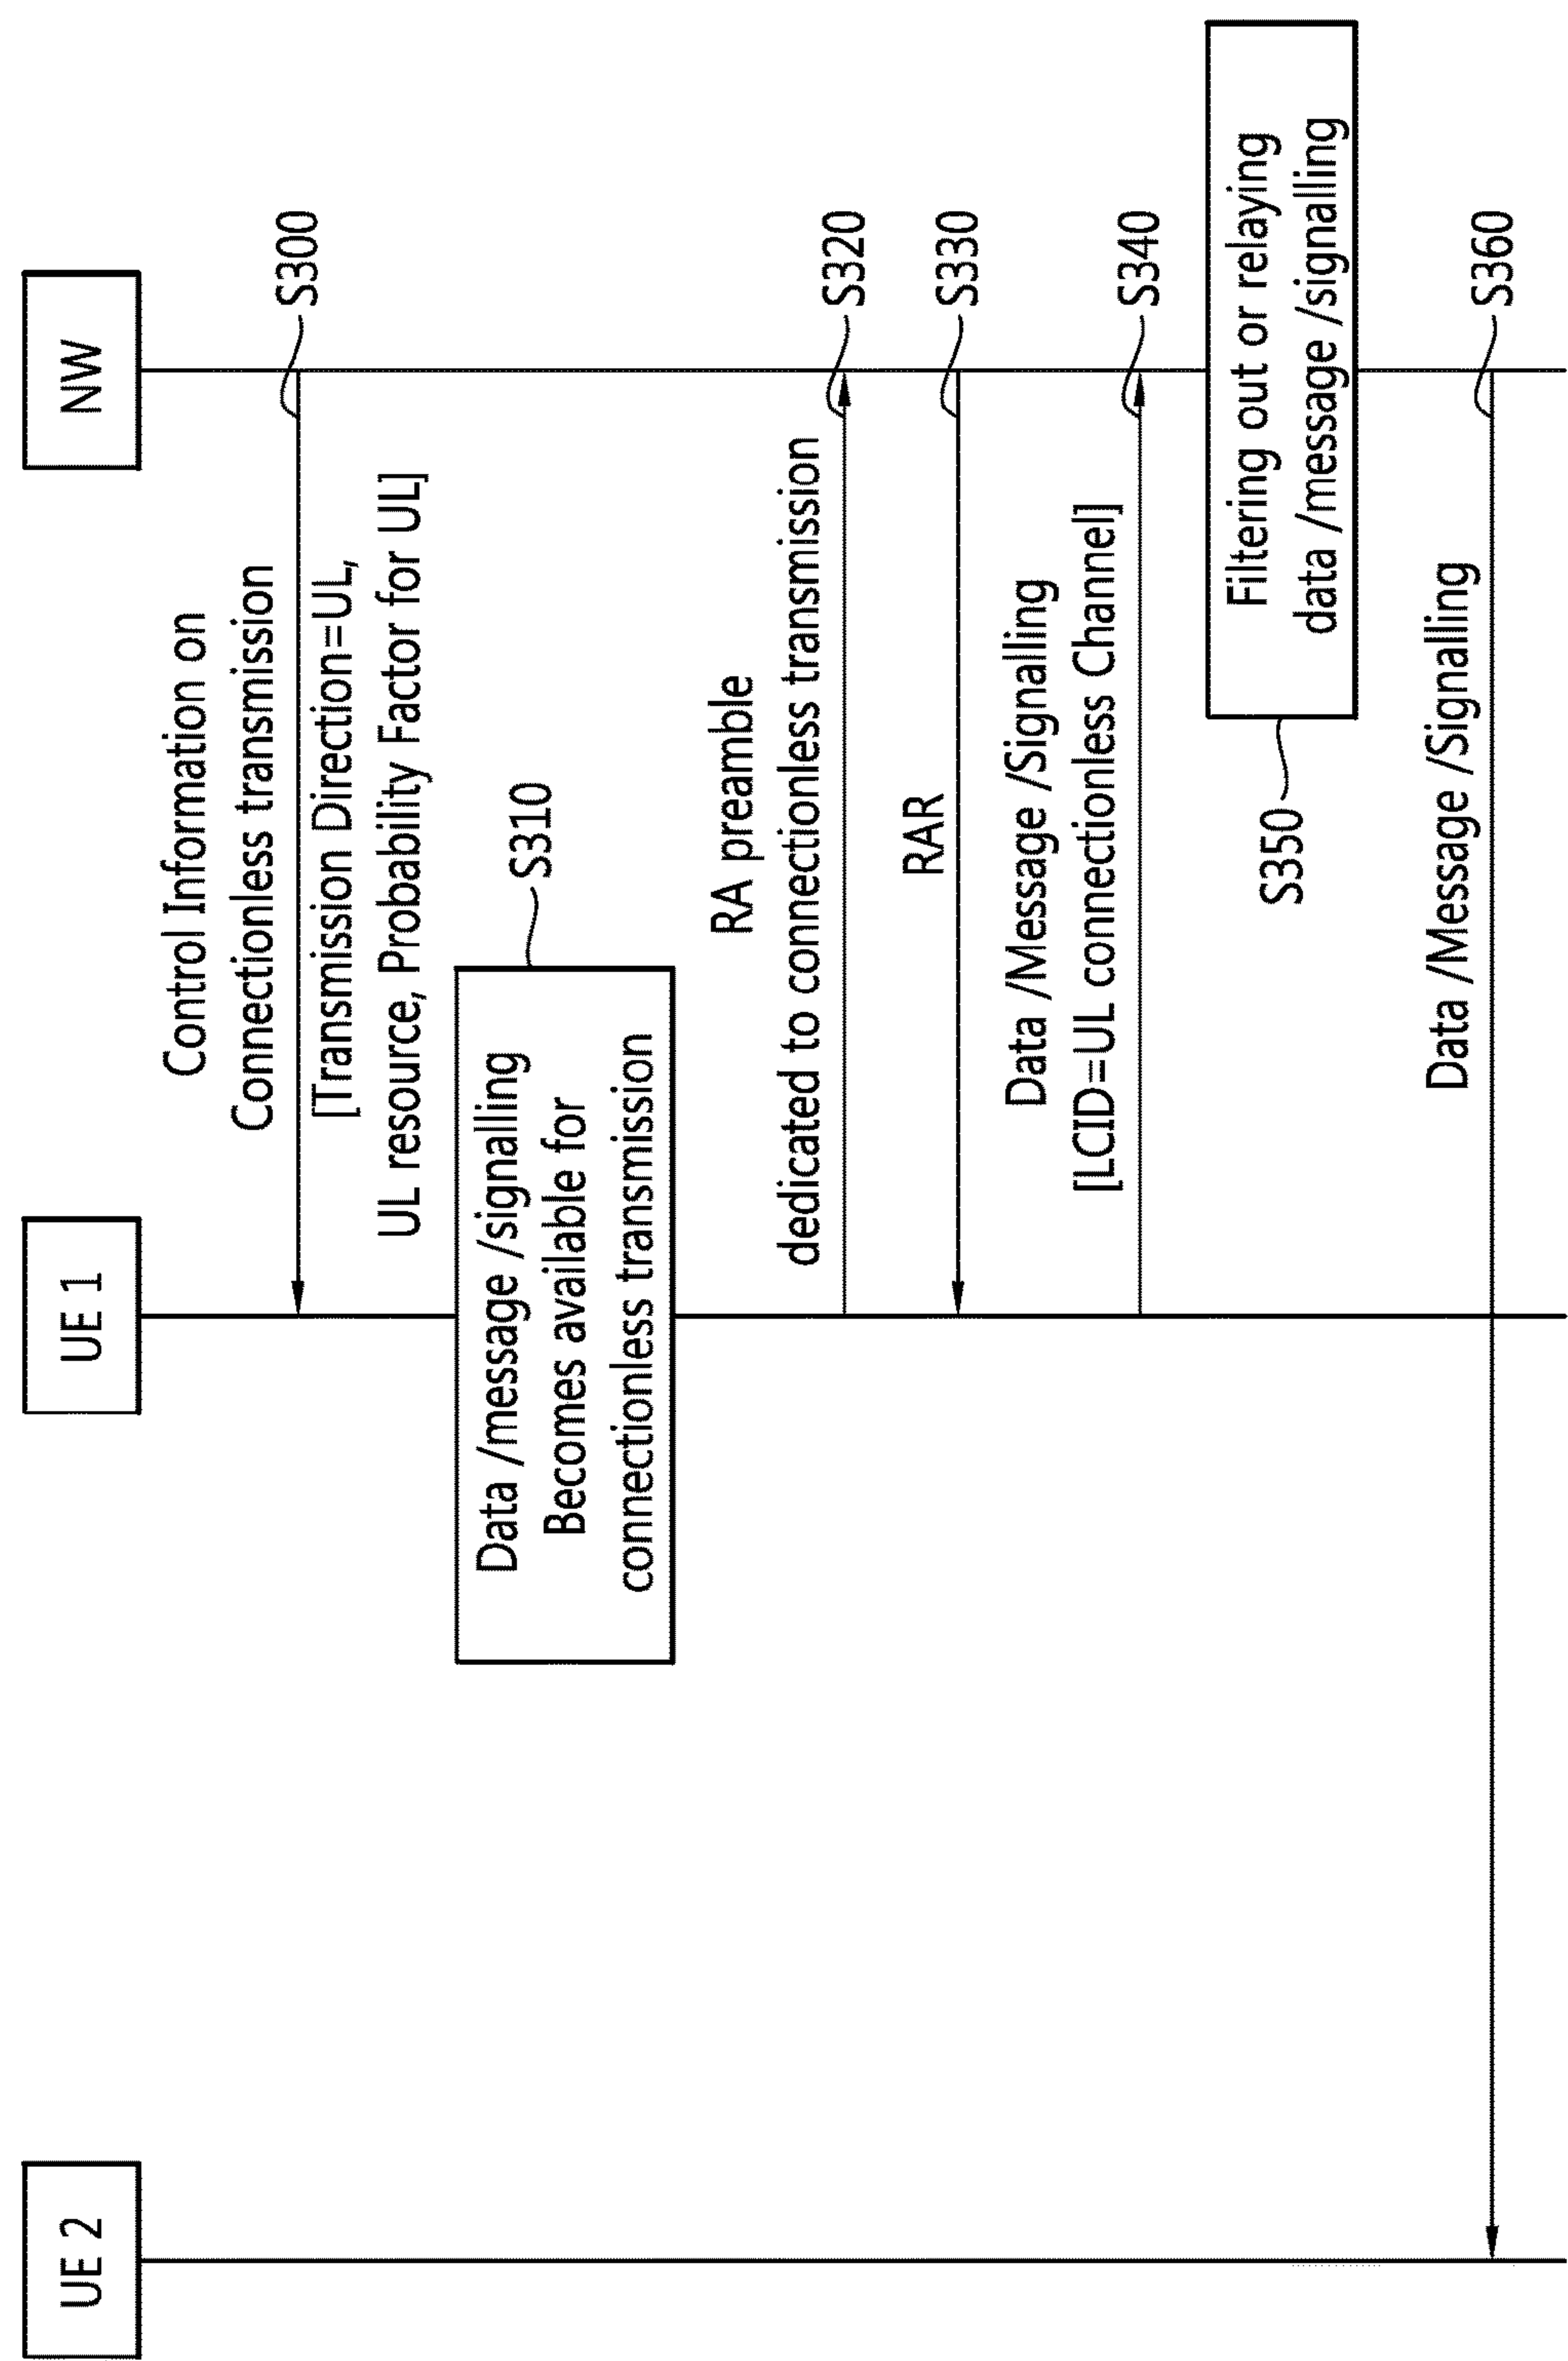 UE 2
UE 1
NW
Control Information on
Connectionless transmission
S300
[Transmission Direction=UL,
UL resource, Probability Factor for UL]
S310
Data /message /signalling
Becomes available for
connectionless transmission
RA preamble
dedicated to connectionless transmission
S320
RAR
S330
Data /Message /Signalling
[LCID=UL connectionless Channel]
S340
Filtering out or relaying
data /message /signalling
S350
Data /Message /Signalling
S360